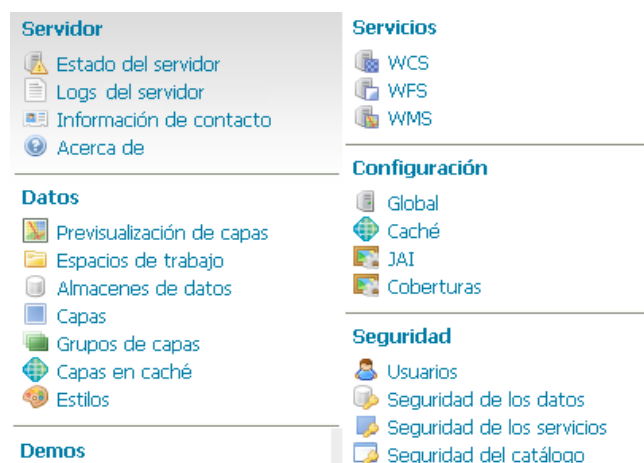 Servidor
Estado del servidor
Logs del servidor
Información de contacto
Acerca de
Datos
Previsualización de capas
Espacios de trabajo
Almacenes de datos
Capas
Grupos de capas
Capas en caché
Estilos
Demos
Servicios
WCS
WFS
WMS
Configuración
Global
Caché
JAI
Coberturas
Seguridad
Usuarios
Seguridad de los datos
Seguridad de los servicios
Seguridad del catálogo